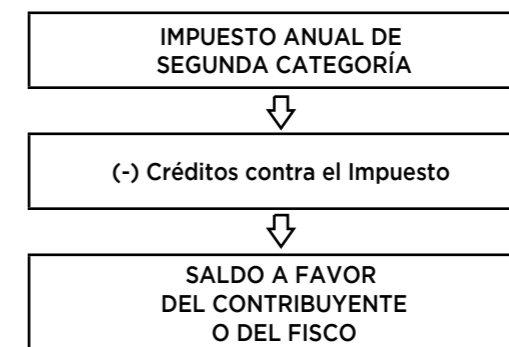 IMPUESTO ANUAL DE
SEGUNDA CATEGORÍA
(-) Créditos contra el Impuesto
SALDO A FAVOR
DEL CONTRIBUYENTE
O DEL FISCO